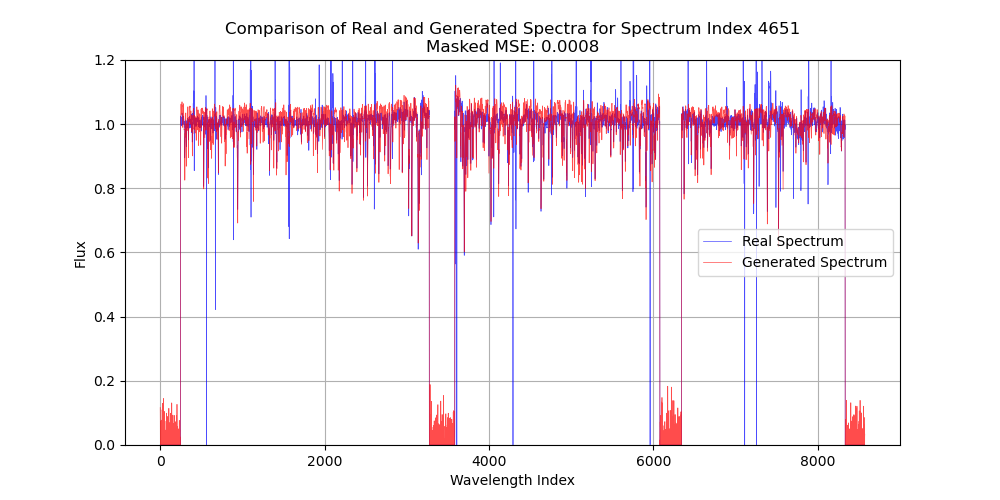 Comparison of Real and Generated Spectra for Spectrum Index 4651
Masked MSE: 0.0008
1.2
1.0
0.8
0.6
0.4
0.2
0.0
Flux
Real Spectrum
Generated Spectrum
0 2000 4000 6000 8000
Wavelength Index